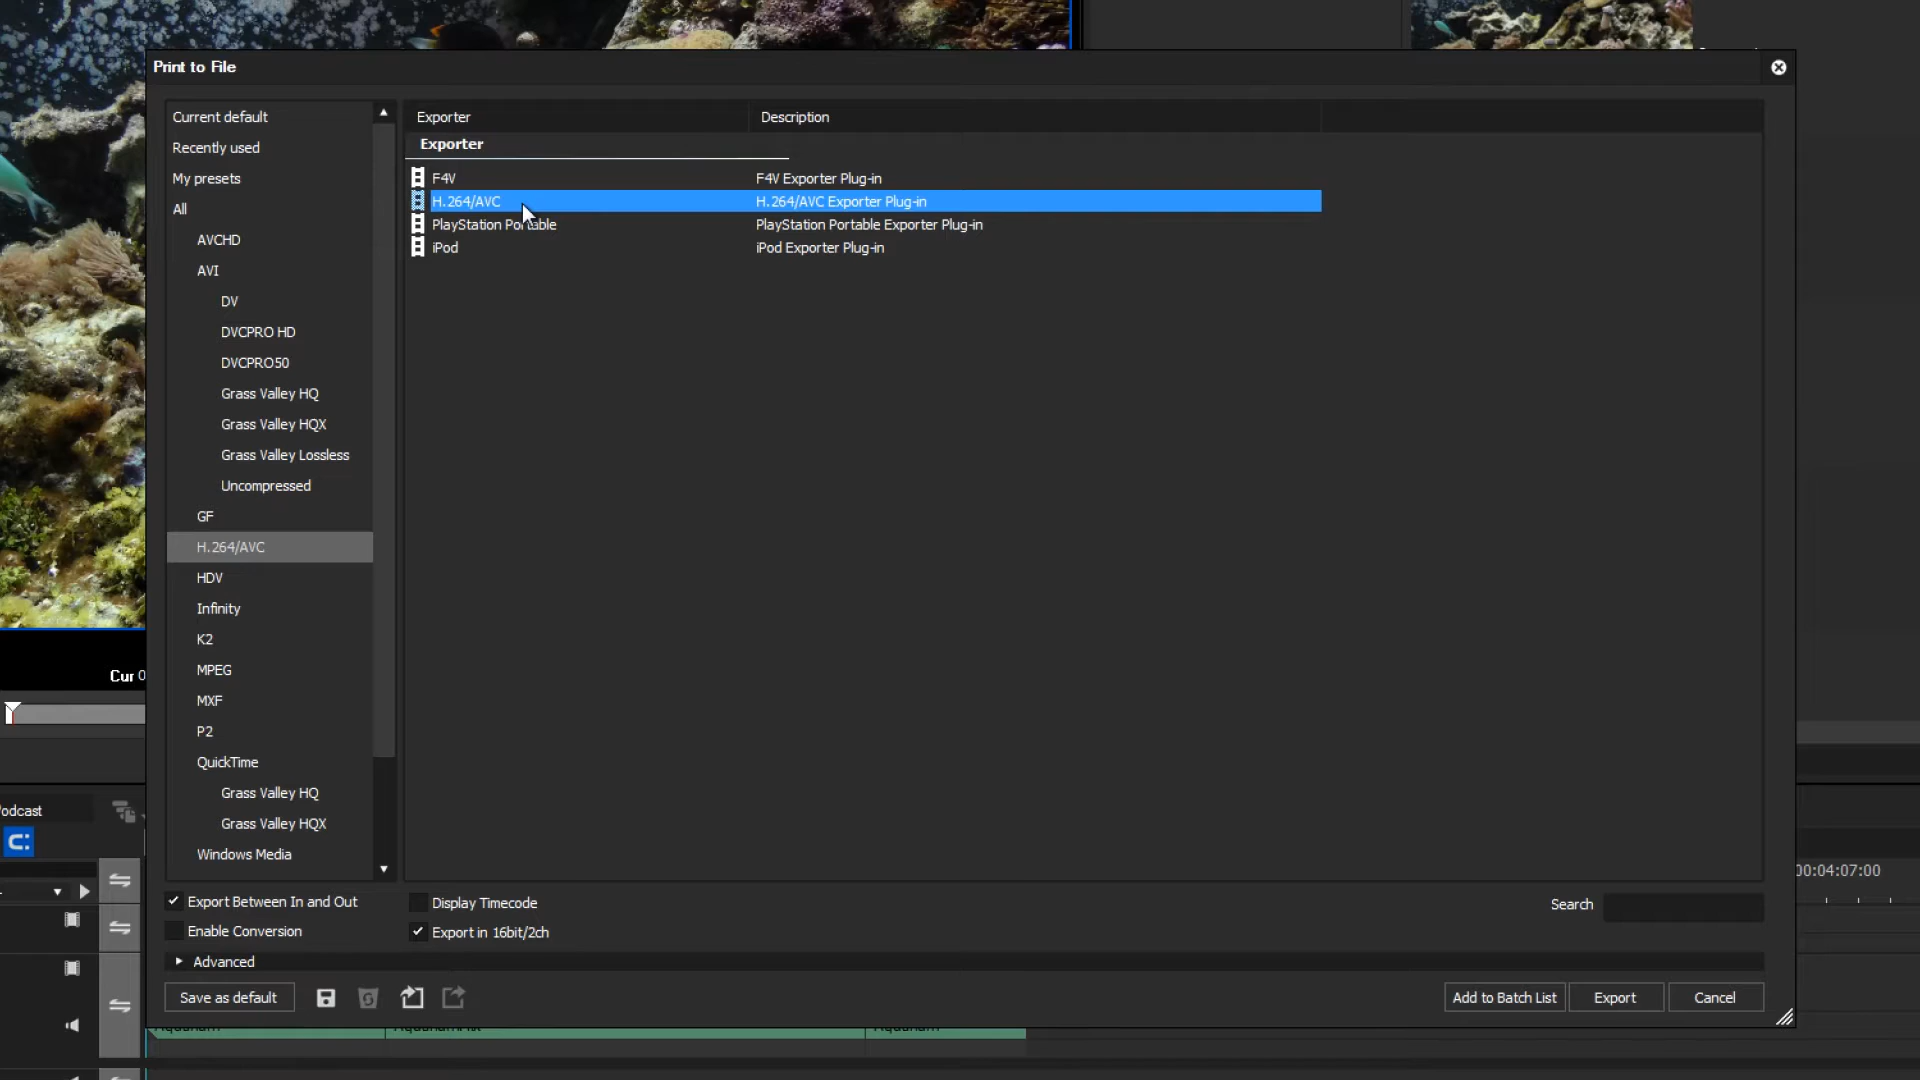 Print to File
Current default
Recently used
My presets
All
AVCHD
AVI
DV
DVCPRO HD
DVCPRO50
Grass Valley HQ
Grass Valley HQX
Grass Valley Lossless
Uncompressed
GF
H.264/AVC
HDV
Infinity
K2
MPEG
MXF
P2
QuickTime
Grass Valley HQ
Grass Valley HQX
Windows Media
Exporter Description
Exporter
F4V F4V Exporter Plug-in
H.264/AVC H.264/AVC Exporter Plug-in
PlayStation Portable PlayStation Portable Exporter Plug-in
iPod iPod Exporter Plug-in
Export Between In and Out
Display Timecode
Search
Enable Conversion
Export in 16bit/2ch
Advanced
Save as default
Add to Batch List
Export
Cancel
Cur 0
odcast
00:04:07:00